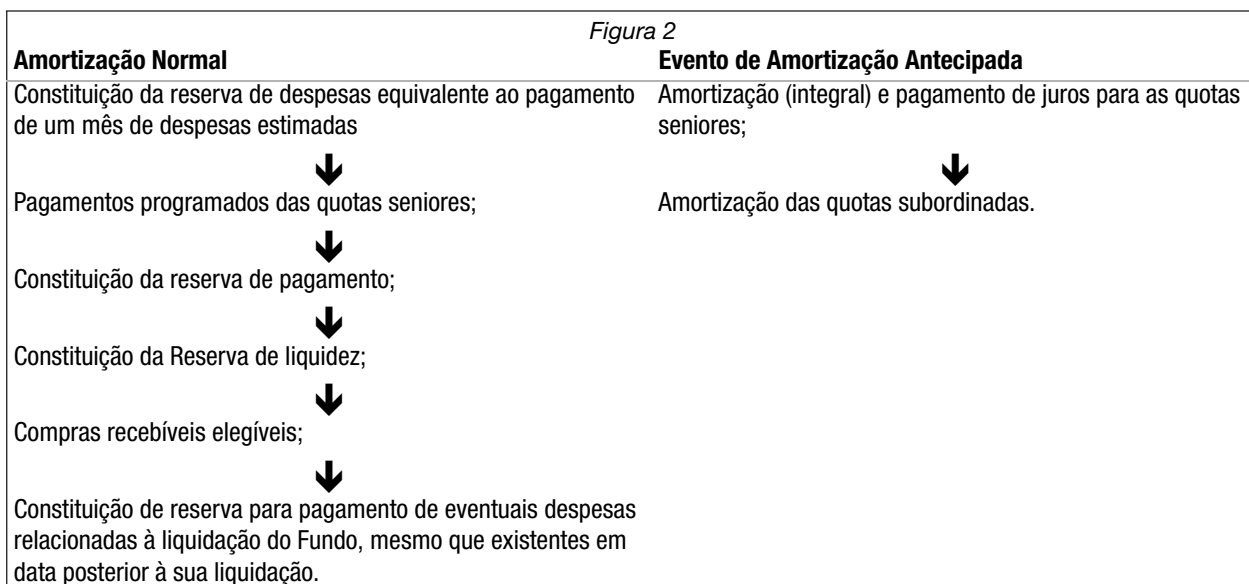 Figura 2
Amortização Normal
Constituição da reserva de despesas equivalente ao pagamento
de um mês de despesas estimadas
Pagamentos programados das quotas seniores;
Constituição da reserva de pagamento;
Constituição da Reserva de liquidez;
Compras recebíveis elegíveis;
Constituição de reserva para pagamento de eventuais despesas
relacionadas à liquidação do Fundo, mesmo que existentes em
data posterior à sua liquidação.
Evento de Amortização Antecipada
Amortização (integral) e pagamento de juros para as quotas
seniores;
Amortização das quotas subordinadas.